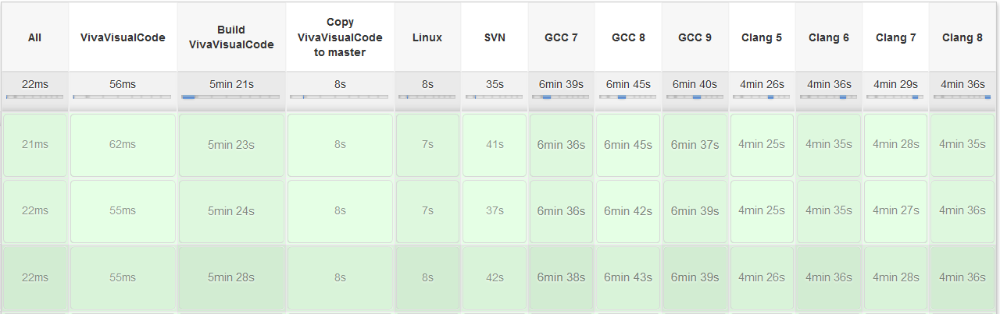 All VivaVisualCode Build VivaVisualCode Copy VivaVisualCode to master Linux SVN GCC 7 GCC 8 GCC 9 Clang 5 Clang 6 Clang 7 Clang 8
22ms 56ms 5min 21s 8s 8s 35s 6min 39s 6min 45s 6min 40s 4min 26s 4min 36s 4min 29s 4min 36s
21ms 62ms 5min 23s 8s 7s 41s 6min 36s 6min 45s 6min 37s 4min 25s 4min 35s 4min 28s 4min 35s
22ms 55ms 5min 24s 8s 7s 37s 6min 36s 6min 42s 6min 39s 4min 25s 4min 35s 4min 27s 4min 36s
22ms 55ms 5min 28s 8s 8s 42s 6min 38s 6min 43s 6min 39s 4min 26s 4min 36s 4min 28s 4min 36s